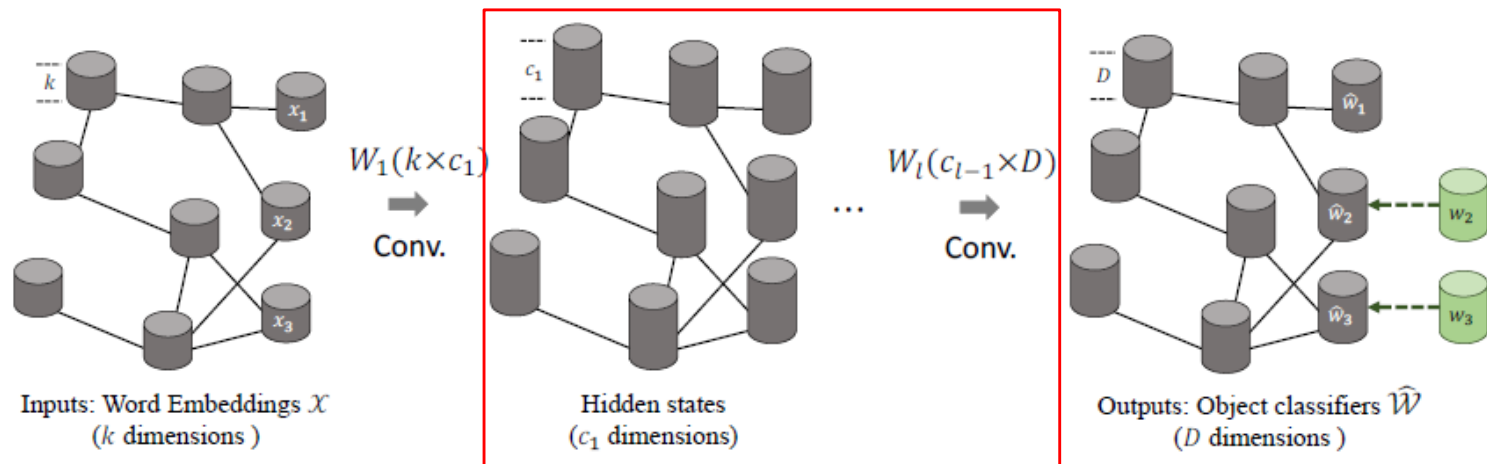 k
x₁
x₂
x₃
Inputs: Word Embeddings 𝒳
(k dimensions )
W₁(k×c₁)
Conv.
c₁
Hidden states
(c₁ dimensions)
...
Wₗ(cₗ₋₁×D)
Conv.
D
ŵ₁
ŵ₂
w₂
ŵ₃
w₃
Outputs: Object classifiers 𝒲̂
(D dimensions )